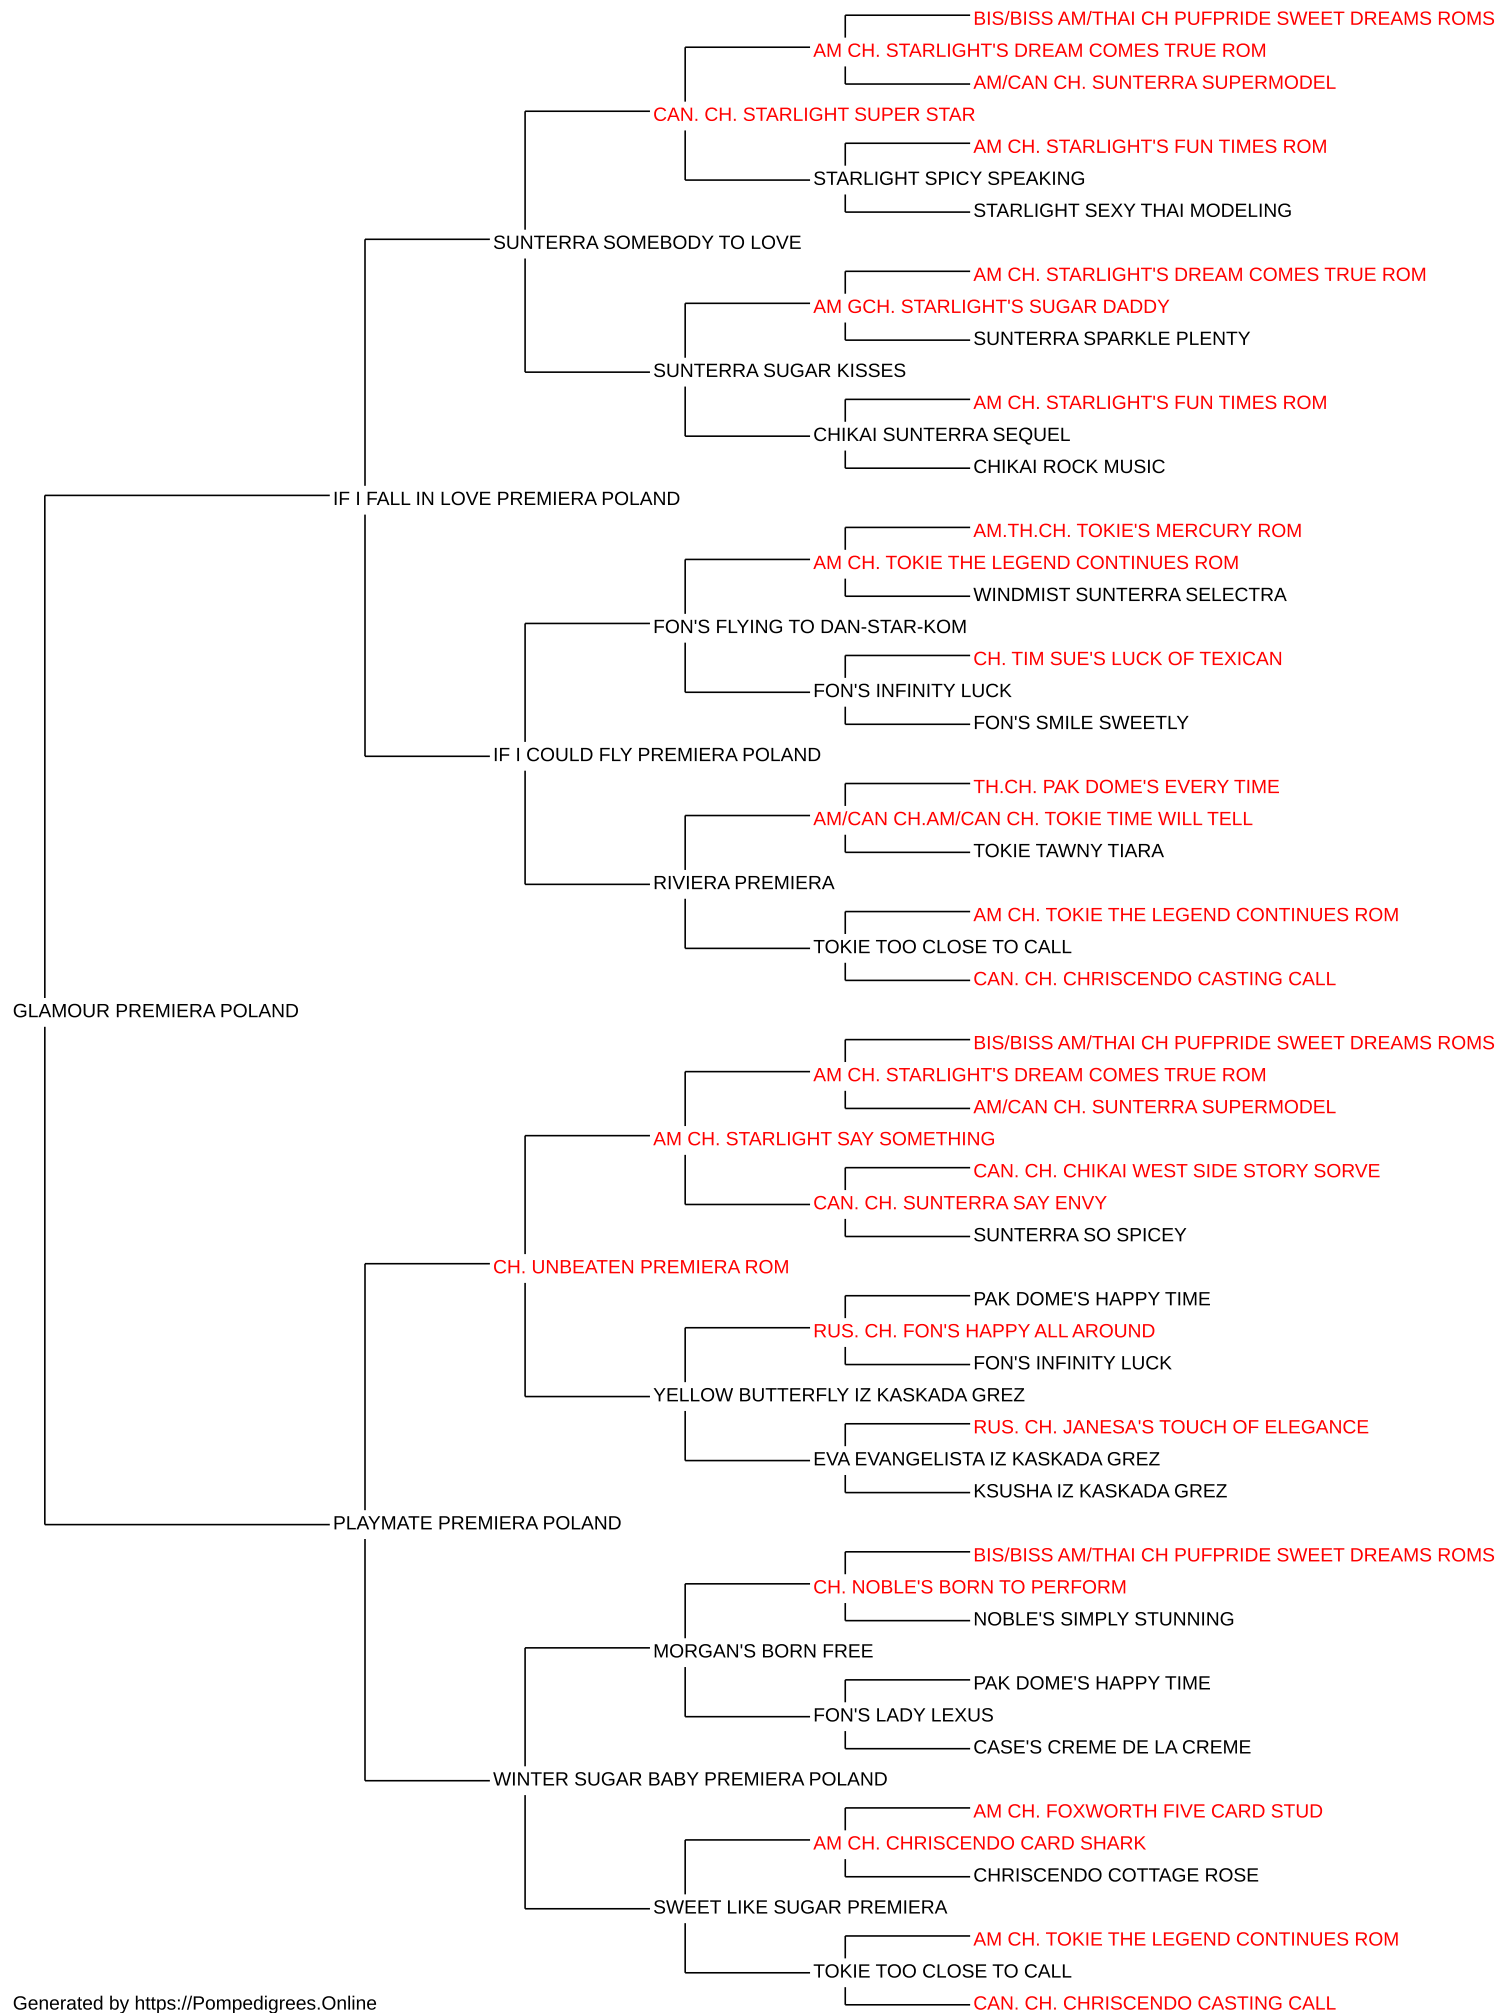 BIS/BISS AM/THAI CH PUFPRIDE SWEET DREAMS ROMS
AM CH. STARLIGHT'S DREAM COMES TRUE ROM
AM/CAN CH. SUNTERRA SUPERMODEL
CAN. CH. STARLIGHT SUPER STAR
AM CH. STARLIGHT'S FUN TIMES ROM
STARLIGHT SPICY SPEAKING
STARLIGHT SEXY THAI MODELING
SUNTERRA SOMEBODY TO LOVE
AM CH. STARLIGHT'S DREAM COMES TRUE ROM
AM GCH. STARLIGHT'S SUGAR DADDY
SUNTERRA SPARKLE PLENTY
SUNTERRA SUGAR KISSES
AM CH. STARLIGHT'S FUN TIMES ROM
CHIKAI SUNTERRA SEQUEL
CHIKAI ROCK MUSIC
IF I FALL IN LOVE PREMIERA POLAND
AM.TH.CH. TOKIE'S MERCURY ROM
AM CH. TOKIE THE LEGEND CONTINUES ROM
WINDMIST SUNTERRA SELECTRA
FON'S FLYING TO DAN-STAR-KOM
CH. TIM SUE'S LUCK OF TEXICAN
FON'S INFINITY LUCK
FON'S SMILE SWEETLY
IF I COULD FLY PREMIERA POLAND
TH.CH. PAK DOME'S EVERY TIME
AM/CAN CH.AM/CAN CH. TOKIE TIME WILL TELL
TOKIE TAWNY TIARA
RIVIERA PREMIERA
AM CH. TOKIE THE LEGEND CONTINUES ROM
TOKIE TOO CLOSE TO CALL
CAN. CH. CHRISCENDO CASTING CALL
GLAMOUR PREMIERA POLAND
BIS/BISS AM/THAI CH PUFPRIDE SWEET DREAMS ROMS
AM CH. STARLIGHT'S DREAM COMES TRUE ROM
AM/CAN CH. SUNTERRA SUPERMODEL
AM CH. STARLIGHT SAY SOMETHING
CAN. CH. CHIKAI WEST SIDE STORY SORVE
CAN. CH. SUNTERRA SAY ENVY
SUNTERRA SO SPICEY
CH. UNBEATEN PREMIERA ROM
PAK DOME'S HAPPY TIME
RUS. CH. FON'S HAPPY ALL AROUND
FON'S INFINITY LUCK
YELLOW BUTTERFLY IZ KASKADA GREZ
RUS. CH. JANESA'S TOUCH OF ELEGANCE
EVA EVANGELISTA IZ KASKADA GREZ
KSUSHA IZ KASKADA GREZ
PLAYMATE PREMIERA POLAND
BIS/BISS AM/THAI CH PUFPRIDE SWEET DREAMS ROMS
CH. NOBLE'S BORN TO PERFORM
NOBLE'S SIMPLY STUNNING
MORGAN'S BORN FREE
PAK DOME'S HAPPY TIME
FON'S LADY LEXUS
CASE'S CREME DE LA CREME
WINTER SUGAR BABY PREMIERA POLAND
AM CH. FOXWORTH FIVE CARD STUD
AM CH. CHRISCENDO CARD SHARK
CHRISCENDO COTTAGE ROSE
SWEET LIKE SUGAR PREMIERA
AM CH. TOKIE THE LEGEND CONTINUES ROM
TOKIE TOO CLOSE TO CALL
CAN. CH. CHRISCENDO CASTING CALL
Generated by https://Pompedigrees.Online